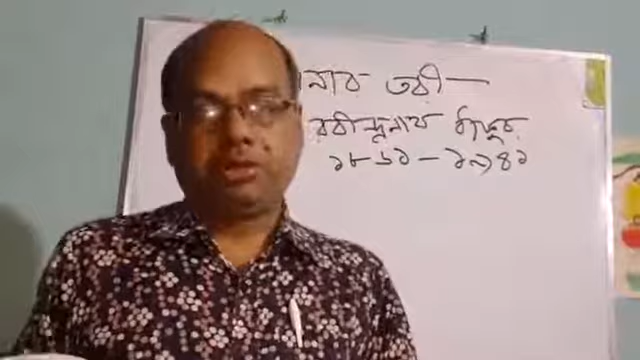 নার তরী —
রবীন্দ্রনাথ ঠাকুর
১৮৬১ – ১৯৪১